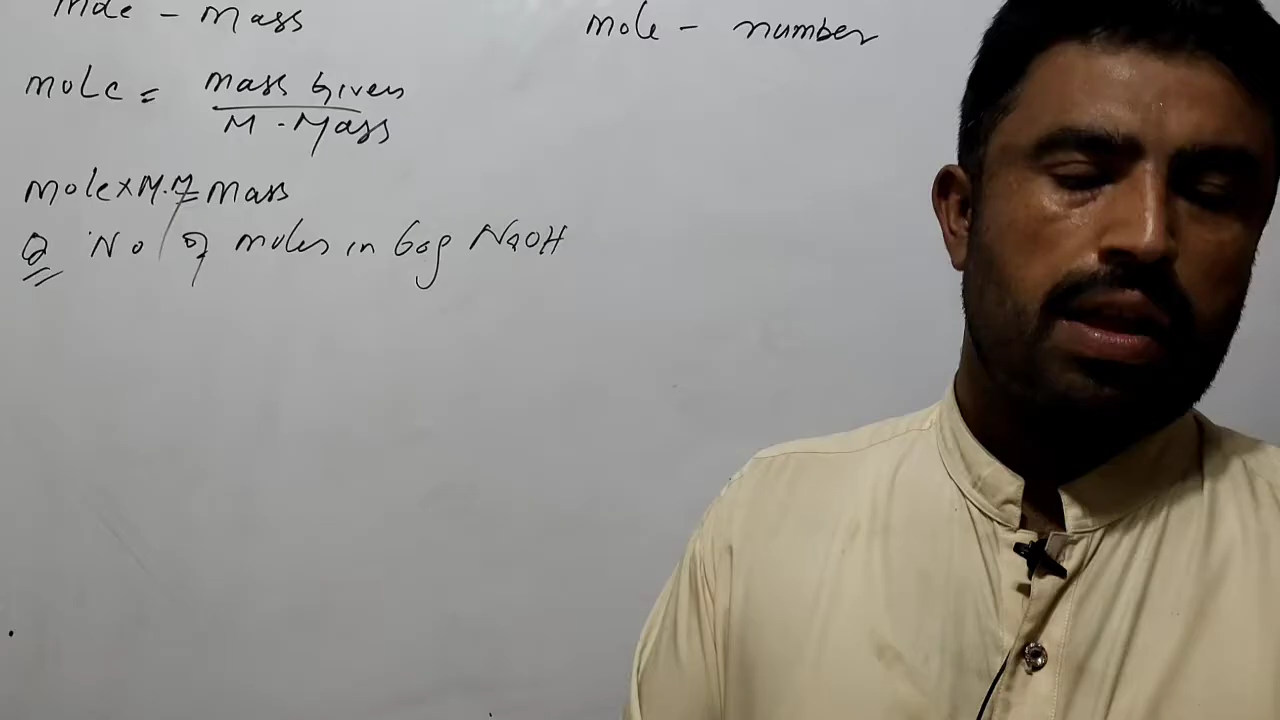 mole - Mass
mole - number
mole = Mass Given
M.Mass
mole×M.M = Mass
Q No of moles in 60g NaOH